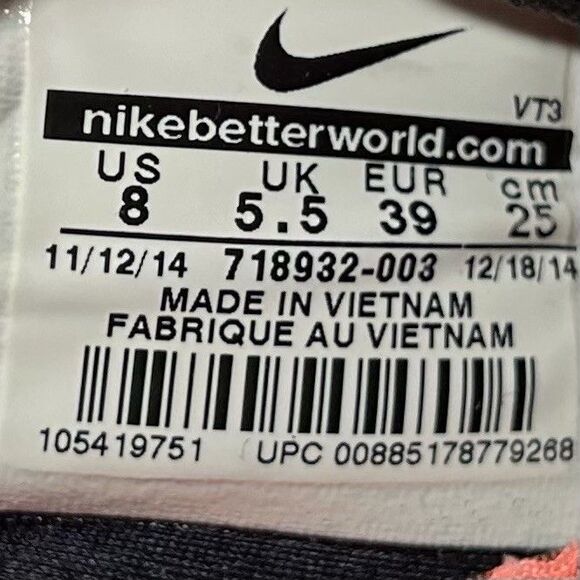 VT3
nikebetterworld.com
US UK EUR cm
8 5.5 39 25
11/12/14 718932-003 12/18/14
MADE IN VIETNAM
FABRIQUE AU VIETNAM
105419751 UPC 00885178779268